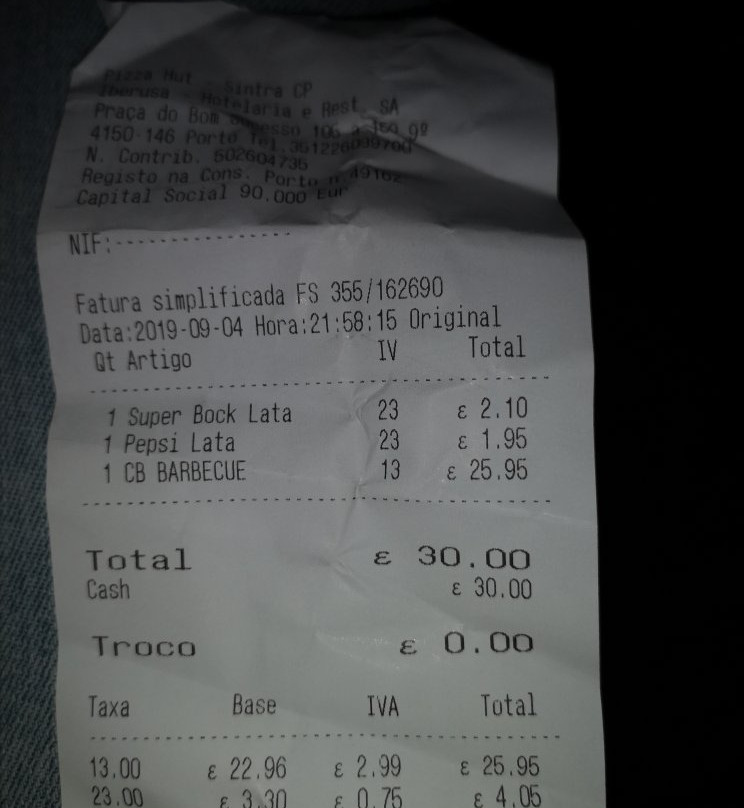 Pizza Hut - Sintra CP
Iberusa - Hotelaria e Rest. SA
Praça do Bom Sucesso 105 a 159 9º
4150-146 Porto Tel.351226039700
N. Contrib. 502604735
Registo na Cons. Porto n.49162
Capital Social 90.000 Eur
NIF:------------------
Fatura simplificada FS 355/162690
Data:2019-09-04 Hora:21:58:15 Original
Qt Artigo IV Total
1 Super Bock Lata 23 ε 2.10
1 Pepsi Lata 23 ε 1.95
1 CB BARBECUE 13 ε 25.95
Total ε 30.00
Cash ε 30.00
Troco ε 0.00
Taxa Base IVA Total
13.00 ε 22.96 ε 2.99 ε 25.95
23.00 ε 3.30 ε 0.75 ε 4.05